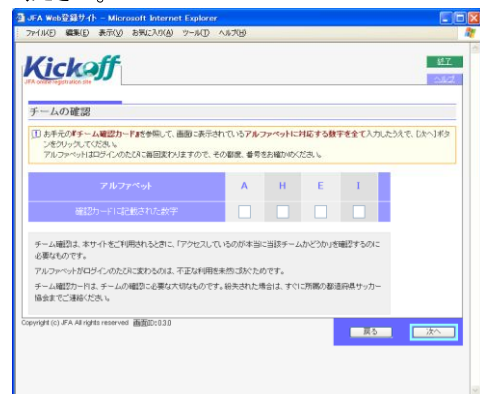 ください。
JFA Web登録サイト - Microsoft Internet Explorer
ファイル(F) 編集(E) 表示(V) お気に入り(A) ツール(T) ヘルプ(H)
Kickoff
JFA online registration site
終了
ヘルプ
チームの確認
お手元の『チーム確認カード』を参照して、画面に表示されているアルファベットに対応する数字を全て入力したうえで、[次へ]ボタ
ンをクリックしてください。
アルファベットはログインのたびに毎回変わりますので、その都度、番号をお確かめください。
アルファベット A H E I
確認カードに記載された数字
チーム確認は、本サイトをご利用されるときに、「アクセスしているのが本当に当該チームかどうか」を確認するのに
必要なものです。
アルファベットがログインのたびに変わるのは、不正な利用を未然に防ぐためです。
チーム確認カードは、チームの確認に必要な大切なものです。紛失された場合は、すぐに所属の都道府県サッカー
協会までご連絡ください。
Copyright (c) JFA All rights reserved 画面ID:0.3.0
戻る 次へ